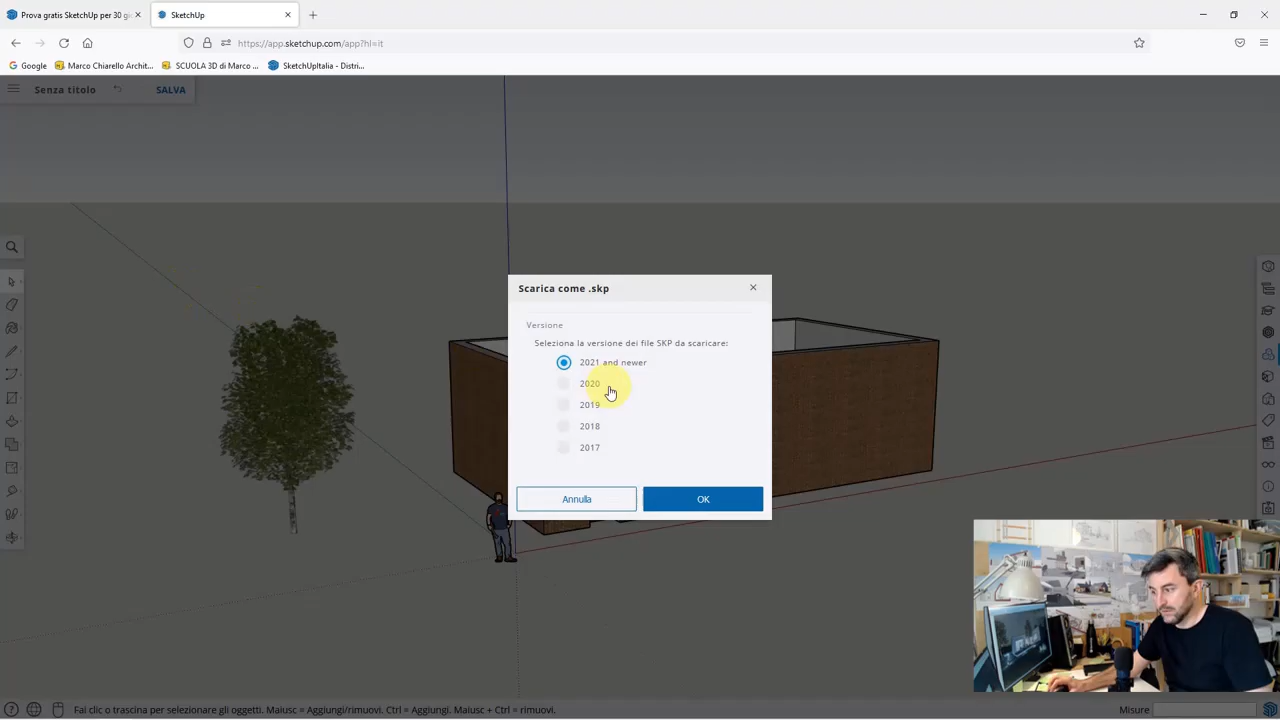 Prova gratis SketchUp per 30 gi
SketchUp
https://app.sketchup.com/app?hl=it
Google
Marco Chiarello Archit...
SCUOLA 3D di Marco ...
SketchUpItalia - Distri...
Senza titolo
SALVA
Scarica come .skp
Versione
Seleziona la versione dei file SKP da scaricare:
2021 and newer
2020
2019
2018
2017
Annulla
OK
Fai clic o trascina per selezionare gli oggetti. Maiusc = Aggiungi/rimuovi. Ctrl = Aggiungi. Maiusc + Ctrl = rimuovi.
Misure